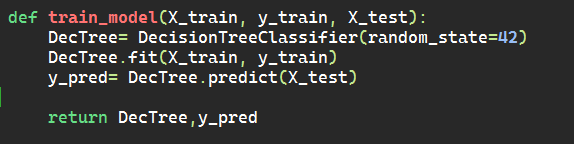 def train_model(X_train, y_train, X_test):
    DecTree= DecisionTreeClassifier(random_state=42)
    DecTree.fit(X_train, y_train)
    y_pred= DecTree.predict(X_test)
    return DecTree,y_pred